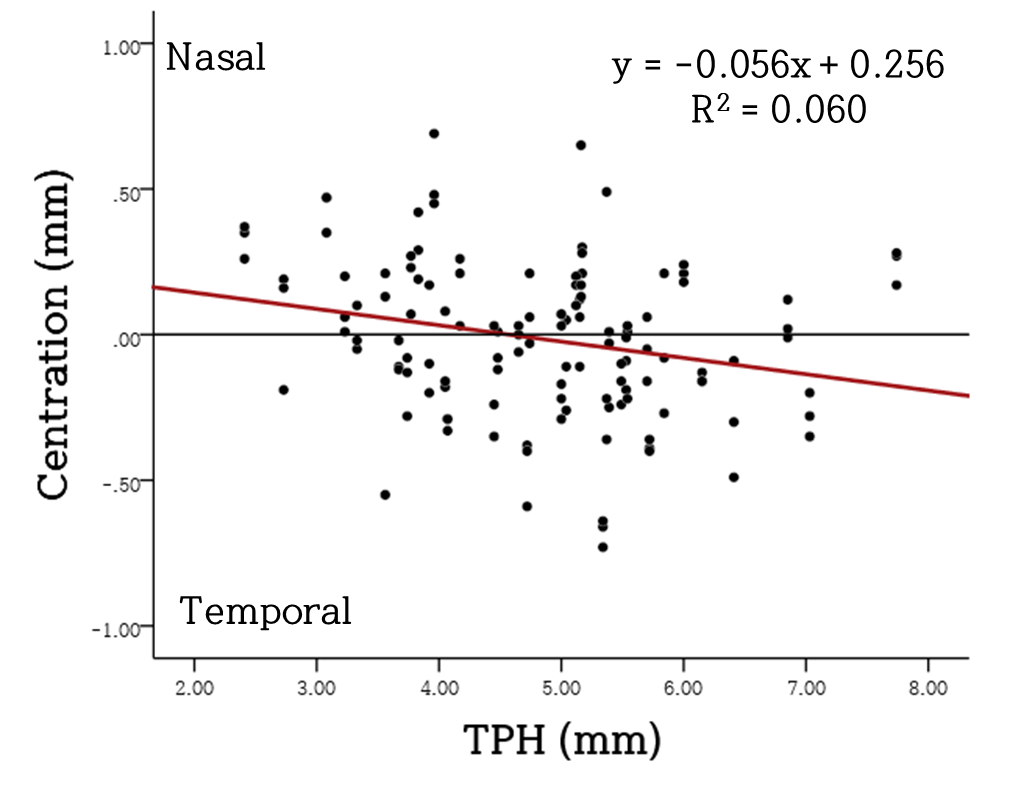 Nasal
y = -0.056x + 0.256
R² = 0.060
Centration (mm)
1.00
.50
.00
-.50
-1.00
Temporal
2.00 3.00 4.00 5.00 6.00 7.00 8.00
TPH (mm)